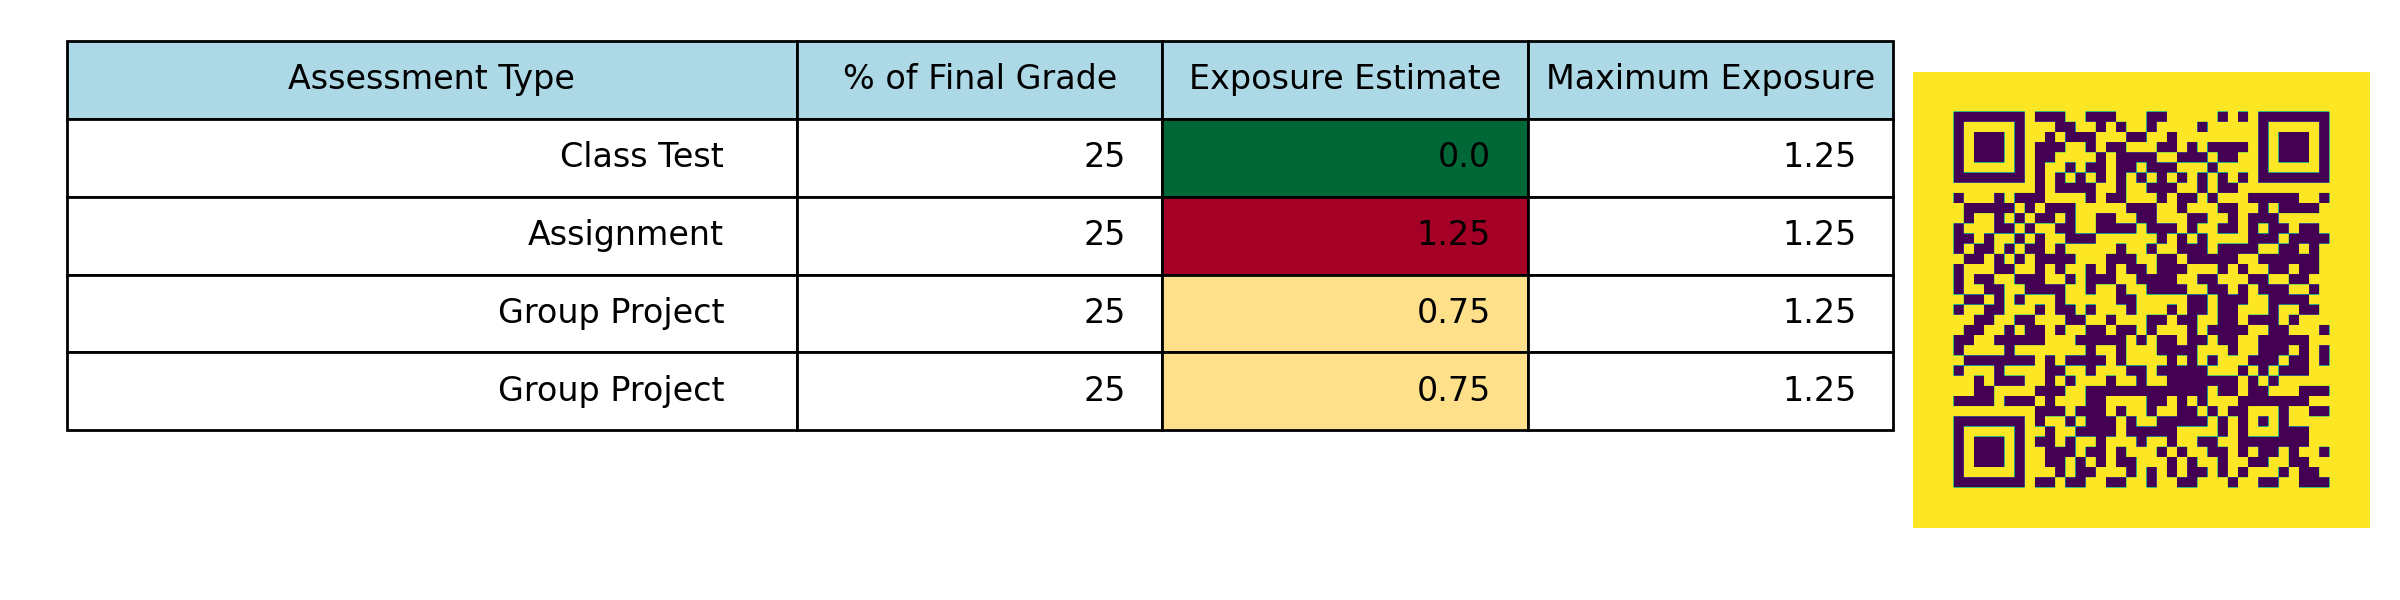 Assessment Type % of Final Grade Exposure Estimate Maximum Exposure
Class Test 25 0.0 1.25
Assignment 25 1.25 1.25
Group Project 25 0.75 1.25
Group Project 25 0.75 1.25